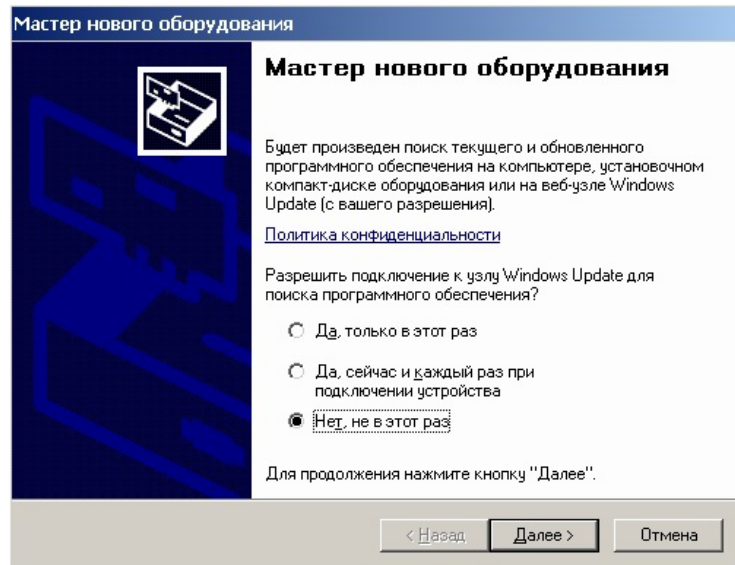 Мастер нового оборудования
Мастер нового оборудования
Будет произведен поиск текущего и обновленного
программного обеспечения на компьютере, установочном
компакт-диске оборудования или на веб-узле Windows
Update (с вашего разрешения).
Политика конфиденциальности
Разрешить подключение к узлу Windows Update для
поиска программного обеспечения?
Да, только в этот раз
Да, сейчас и каждый раз при
подключении устройства
Нет, не в этот раз
Для продолжения нажмите кнопку "Далее".
< Назад Далее > Отмена